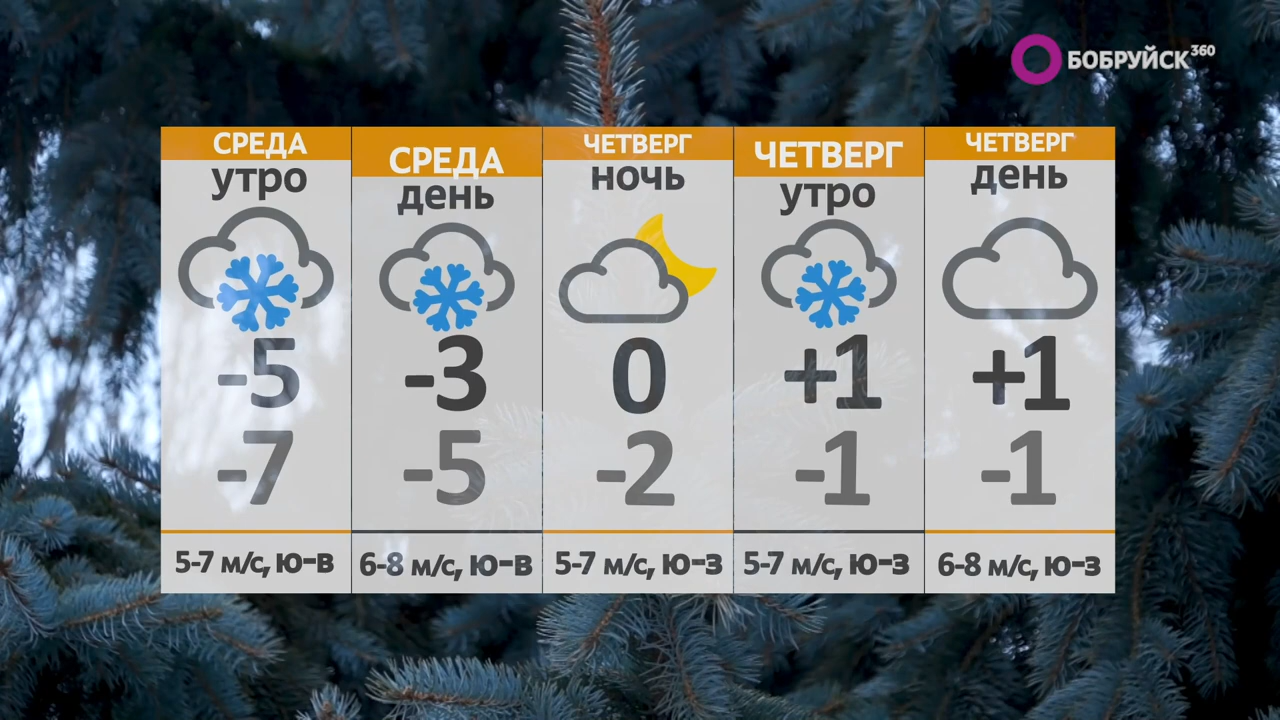 БОБРУЙСК360
СРЕДА
утро
-5
-7
5-7 м/с, ю-в
СРЕДА
день
-3
-5
6-8 м/с, ю-в
ЧЕТВЕРГ
ночь
0
-2
5-7 м/с, ю-з
ЧЕТВЕРГ
утро
+1
-1
5-7 м/с, ю-з
ЧЕТВЕРГ
день
+1
-1
6-8 м/с, ю-з